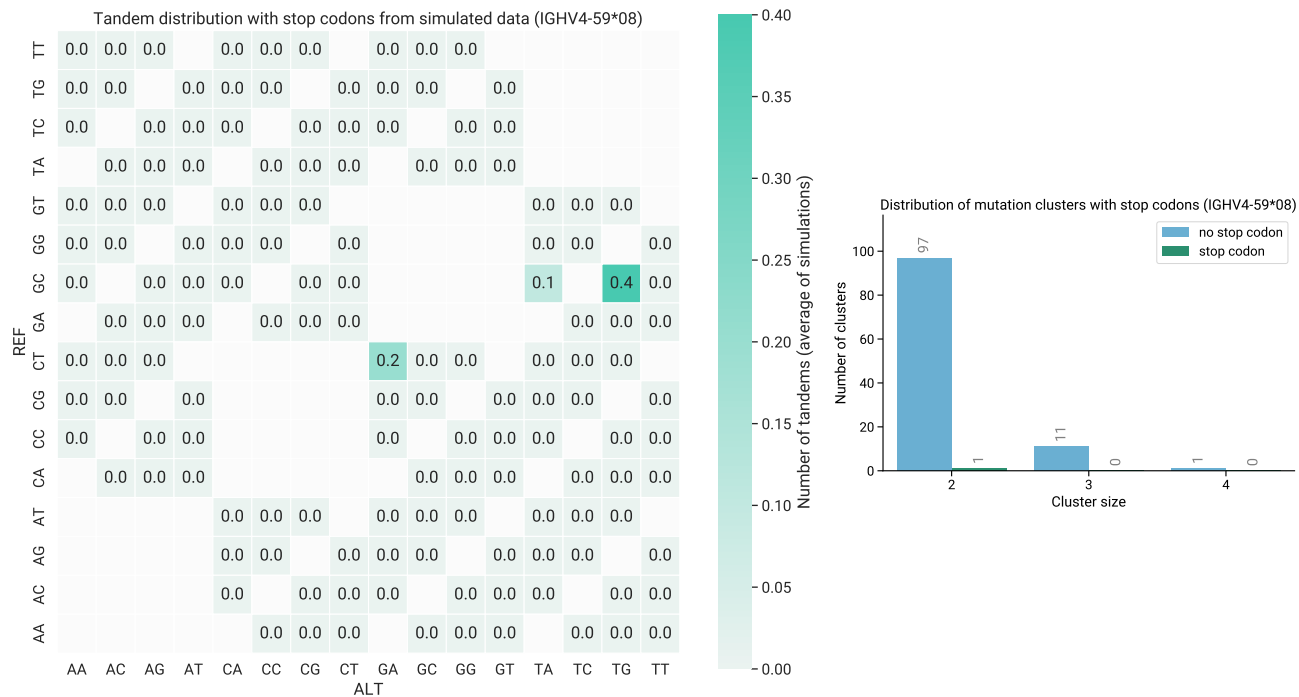 Tandem distribution with stop codons from simulated data (IGHV4-59*08)
TT 0.0 0.0 0.0 0.0 0.0 0.0 0.0 0.0 0.0
TG 0.0 0.0 0.0 0.0 0.0 0.0 0.0 0.0 0.0
TC 0.0 0.0 0.0 0.0 0.0 0.0 0.0 0.0 0.0
TA 0.0 0.0 0.0 0.0 0.0 0.0 0.0 0.0 0.0
GT 0.0 0.0 0.0 0.0 0.0 0.0 0.0 0.0 0.0
GG 0.0 0.0 0.0 0.0 0.0 0.0 0.0 0.0 0.0
GC 0.0 0.0 0.0 0.0 0.0 0.0 0.1 0.4 0.0
GA 0.0 0.0 0.0 0.0 0.0 0.0 0.0 0.0 0.0
CT 0.0 0.0 0.0 0.2 0.0 0.0 0.0 0.0 0.0
CG 0.0 0.0 0.0 0.0 0.0 0.0 0.0 0.0 0.0
CC 0.0 0.0 0.0 0.0 0.0 0.0 0.0 0.0 0.0
CA 0.0 0.0 0.0 0.0 0.0 0.0 0.0 0.0 0.0
AT 0.0 0.0 0.0 0.0 0.0 0.0 0.0 0.0 0.0
AG 0.0 0.0 0.0 0.0 0.0 0.0 0.0 0.0 0.0
AC 0.0 0.0 0.0 0.0 0.0 0.0 0.0 0.0 0.0
AA 0.0 0.0 0.0 0.0 0.0 0.0 0.0 0.0 0.0
AA AC AG AT CA CC CG CT GA GC GG GT TA TC TG TT
ALT
REF
0.40
0.35
0.30
0.25
0.20
0.15
0.10
0.05
0.00
Number of tandems (average of simulations)
Distribution of mutation clusters with stop codons (IGHV4-59*08)
no stop codon
stop codon
97
1
11
0
1
0
100
80
60
40
20
0
Number of clusters
2 3 4
Cluster size